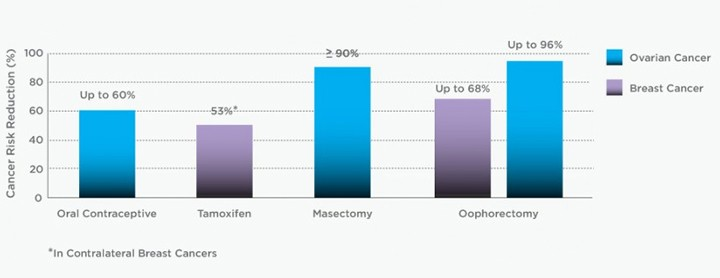 Up to 96%
≥ 90%
Up to 68%
Up to 60%
53%*
Cancer Risk Reduction (%)
100
80
60
40
20
0
Oral Contraceptive
Tamoxifen
Masectomy
Oophorectomy
Ovarian Cancer
Breast Cancer
*In Contralateral Breast Cancers